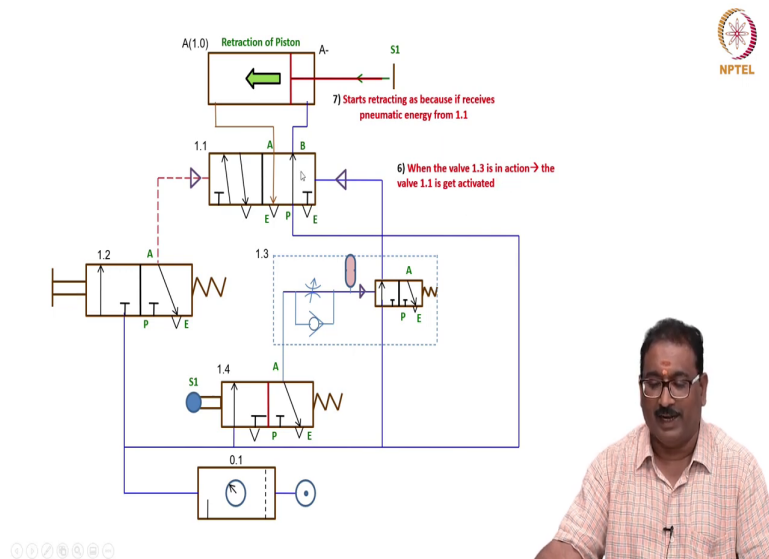 A(1.0) Retraction of Piston A- S1
NPTEL
7) Starts retracting as because if receives
pneumatic energy from 1.1
1.1 A B
6) When the valve 1.3 is in action→ the
valve 1.1 is get activated
E P E
1.2 A 1.3
A
P E
P E
1.4 A
S1
P E
0.1